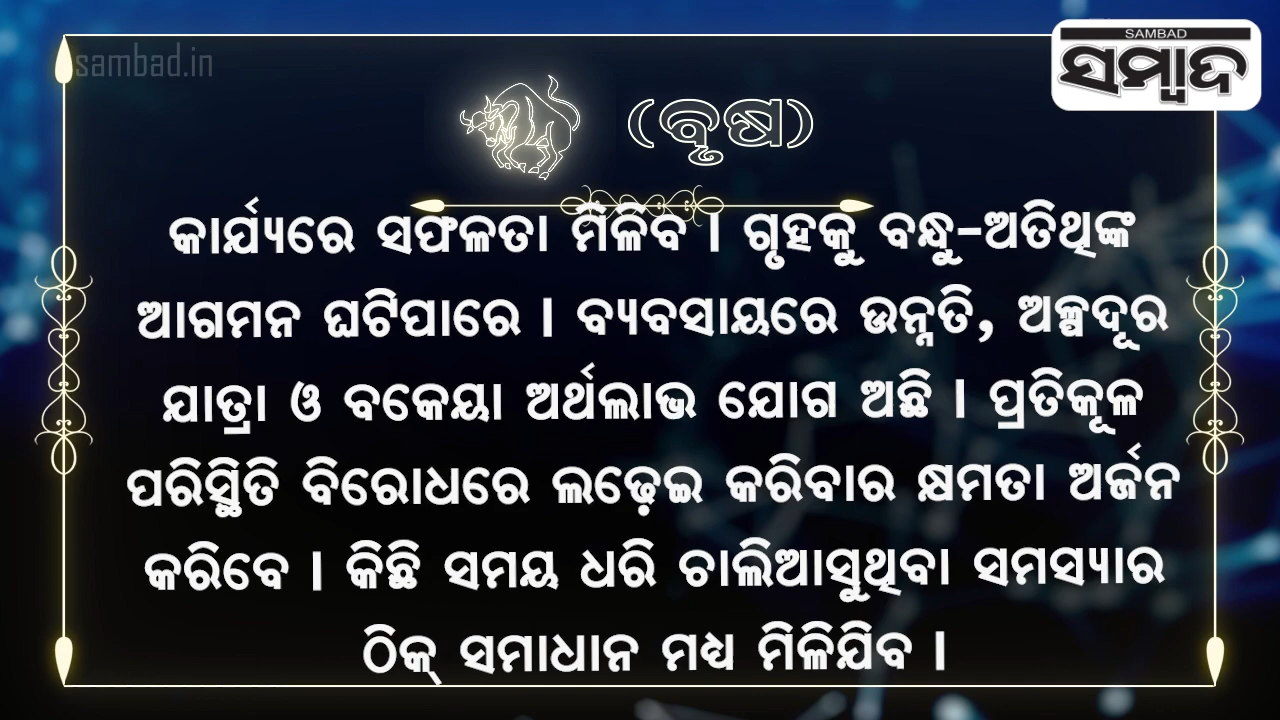 sambad.in
SAMBAD
ସମ୍ବାଦ
(ବୃଷ)
କାର୍ଯ୍ୟରେ ସଫଳତା ମିଳିବ । ଗୃହକୁ ବନ୍ଧୁ-ଅତିଥିଙ୍କ
ଆଗମନ ଘଟିପାରେ । ବ୍ୟବସାୟରେ ଉନ୍ନତି, ଅଳ୍ପଦୂର
ଯାତ୍ରା ଓ ବକେୟା ଅର୍ଥଲାଭ ଯୋଗ ଅଛି । ପ୍ରତିକୂଳ
ପରିସ୍ଥିତି ବିରୋଧରେ ଲଢ଼େଇ କରିବାର କ୍ଷମତା ଅର୍ଜନ
କରିବେ । କିଛି ସମୟ ଧରି ଚାଲିଆସୁଥିବା ସମସ୍ୟାର
ଠିକ୍ ସମାଧାନ ମଧ୍ୟ ମିଳିଯିବ ।